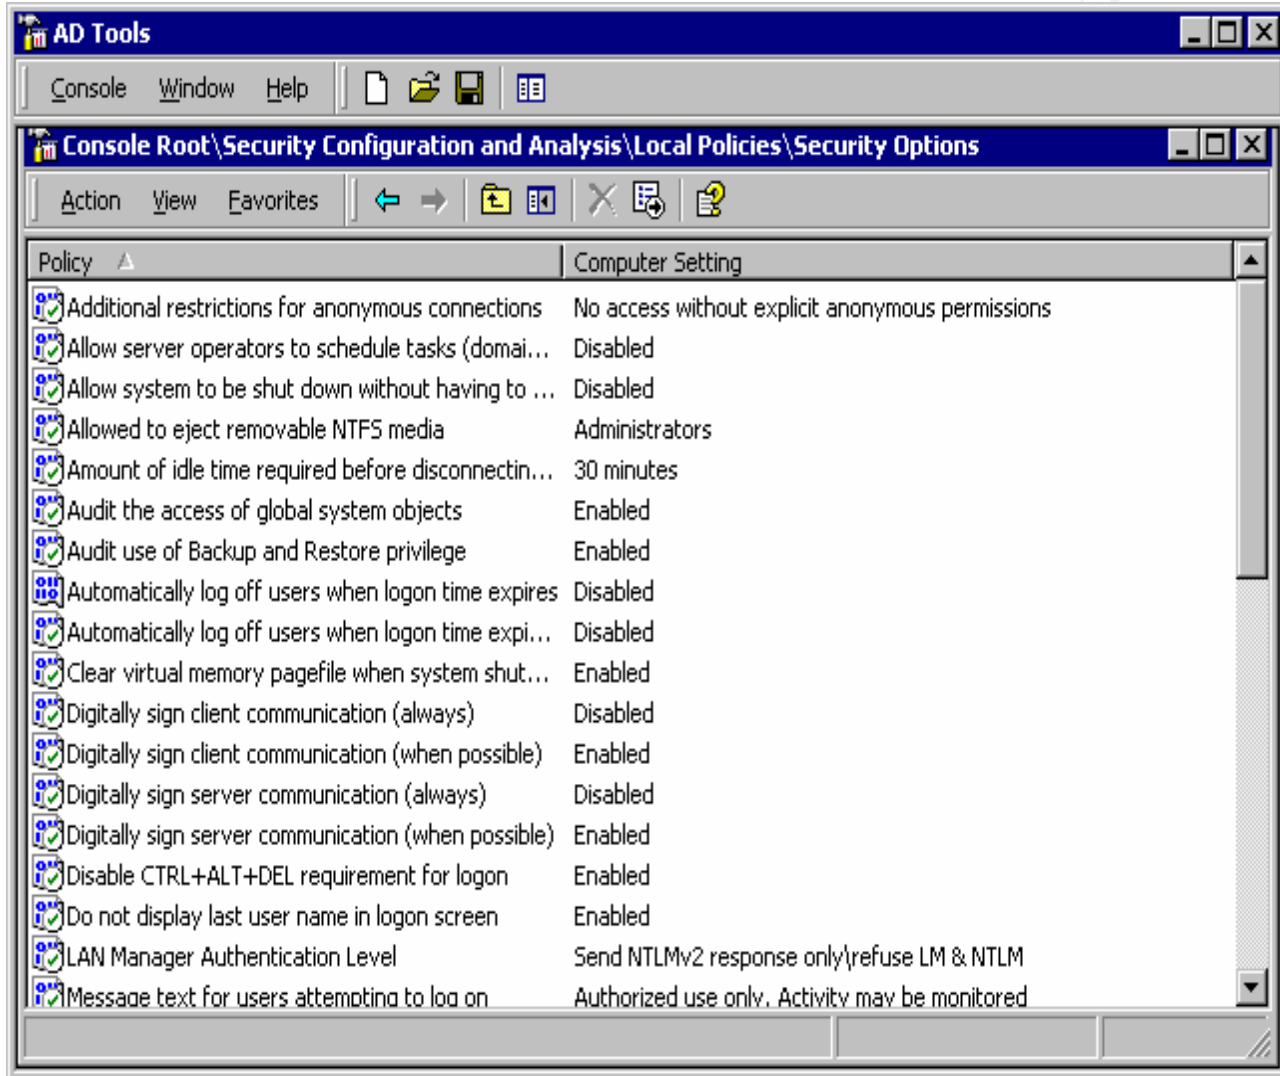 AD Tools
Console Window Help
Console Root\Security Configuration and Analysis\Local Policies\Security Options
Action View Favorites
Policy Computer Setting
Additional restrictions for anonymous connections No access without explicit anonymous permissions
Allow server operators to schedule tasks (domai... Disabled
Allow system to be shut down without having to ... Disabled
Allowed to eject removable NTFS media Administrators
Amount of idle time required before disconnectin... 30 minutes
Audit the access of global system objects Enabled
Audit use of Backup and Restore privilege Enabled
Automatically log off users when logon time expires Disabled
Automatically log off users when logon time expi... Disabled
Clear virtual memory pagefile when system shut... Enabled
Digitally sign client communication (always) Disabled
Digitally sign client communication (when possible) Enabled
Digitally sign server communication (always) Disabled
Digitally sign server communication (when possible) Enabled
Disable CTRL+ALT+DEL requirement for logon Enabled
Do not display last user name in logon screen Enabled
LAN Manager Authentication Level Send NTLMv2 response only\refuse LM & NTLM
Message text for users attempting to log on Authorized use only. Activity may be monitored